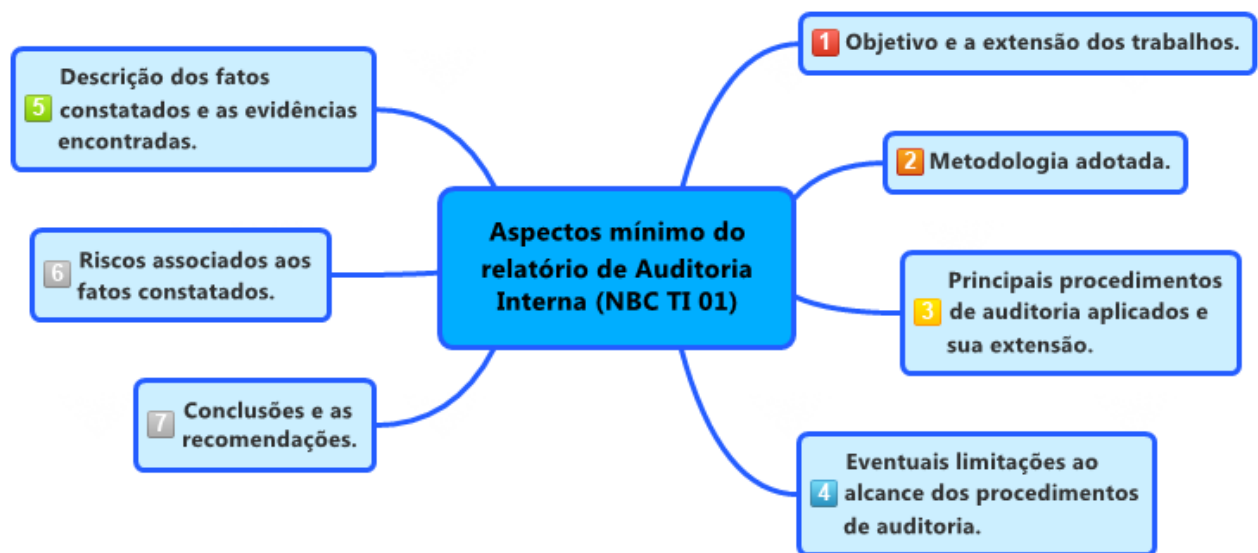 Aspectos mínimo do
relatório de Auditoria
Interna (NBC TI 01)
1 Objetivo e a extensão dos trabalhos.
2 Metodologia adotada.
Principais procedimentos
3 de auditoria aplicados e
sua extensão.
Eventuais limitações ao
4 alcance dos procedimentos
de auditoria.
Descrição dos fatos
5 constatados e as evidências
encontradas.
6 Riscos associados aos
fatos constatados.
7 Conclusões e as
recomendações.